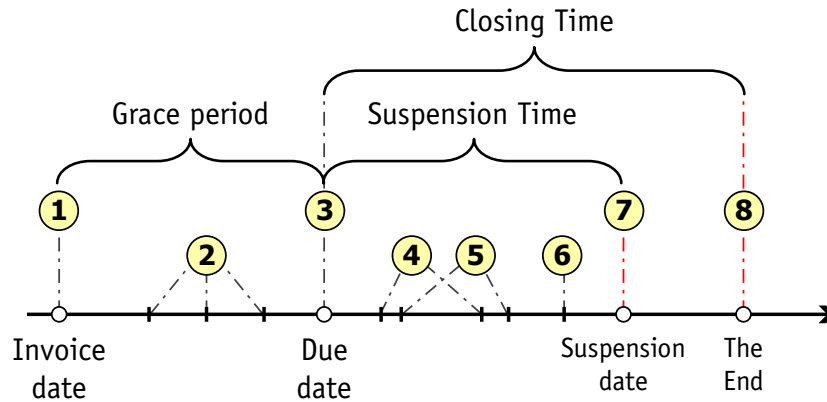 Closing Time
Grace period
Suspension Time
1
3
7
8
2
4
5
6
Invoice
date
Due
date
Suspension
date
The
End